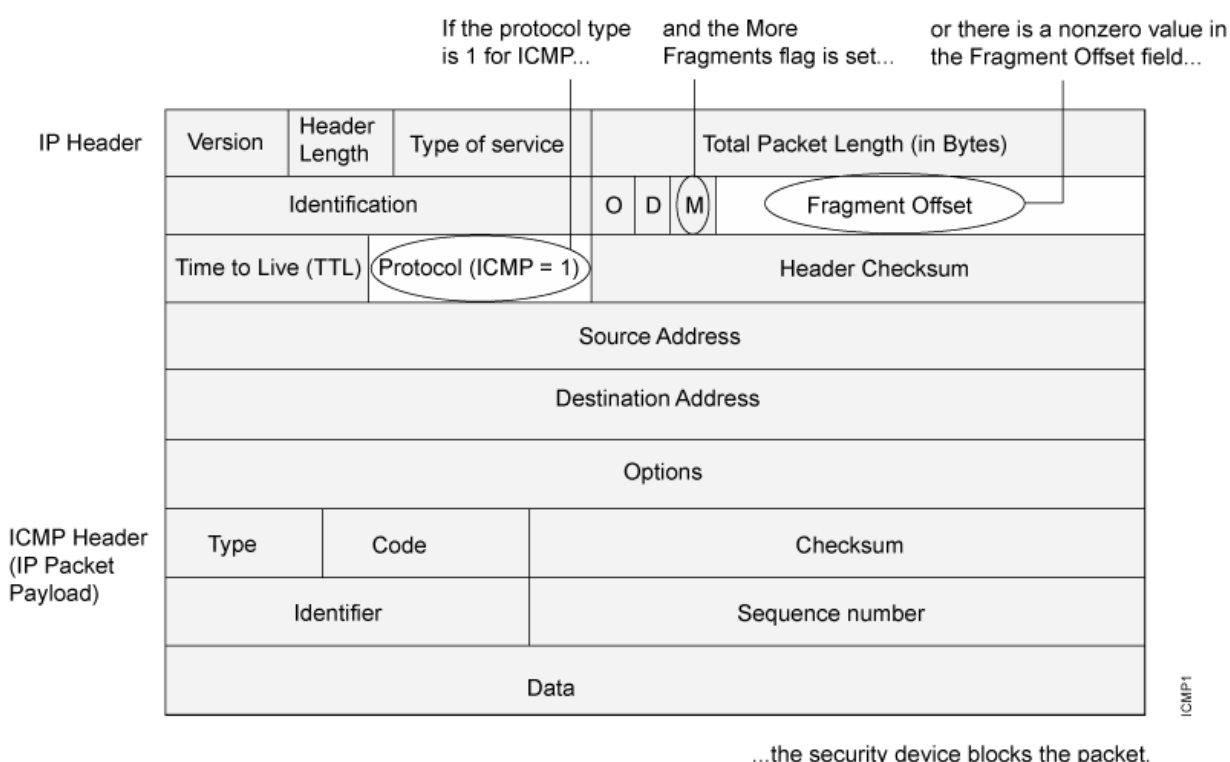 If the protocol type
is 1 for ICMP...
and the More
Fragments flag is set...
or there is a nonzero value in
the Fragment Offset field...
IP Header
Version
Header
Length
Type of service
Total Packet Length (in Bytes)
Identification
O
D
M
Fragment Offset
Time to Live (TTL)
Protocol (ICMP = 1)
Header Checksum
Source Address
Destination Address
Options
ICMP Header
(IP Packet
Payload)
Type
Code
Checksum
Identifier
Sequence number
Data
ICMP1
...the security device blocks the packet.